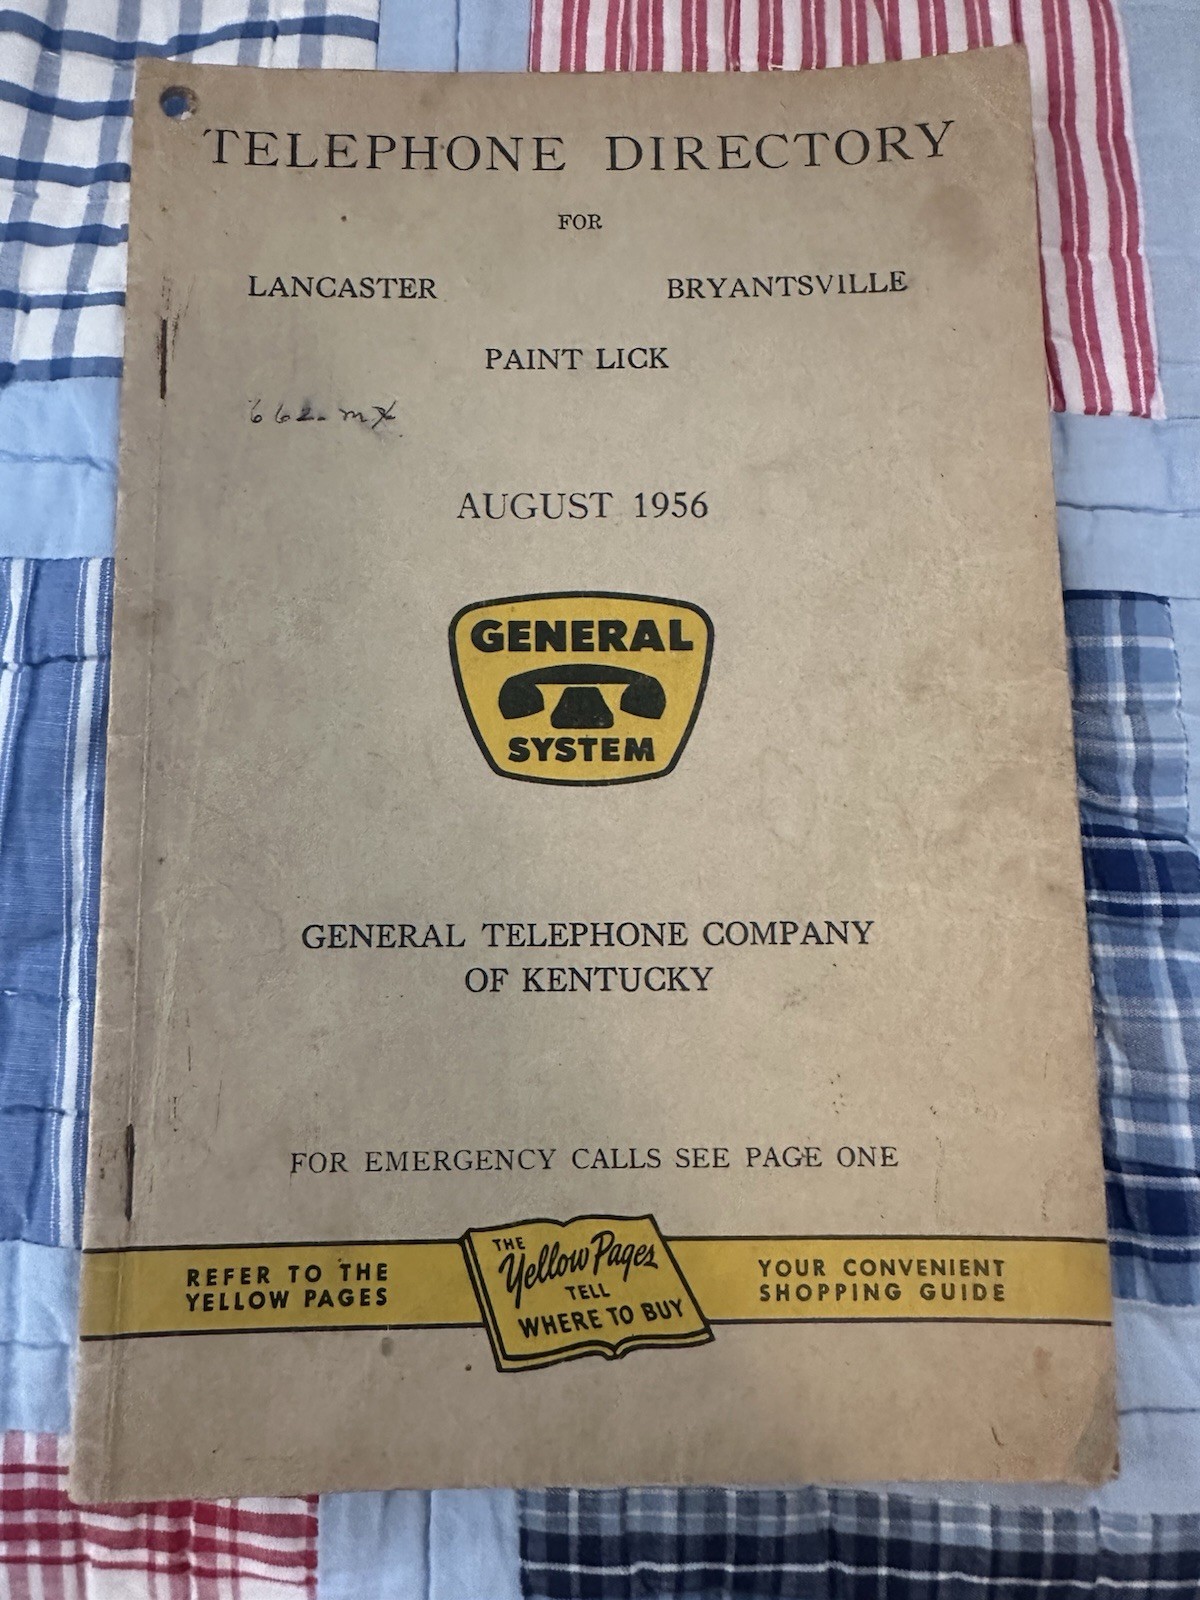 TELEPHONE DIRECTORY
FOR
LANCASTER BRYANTSVILLE
PAINT LICK
662-mx
AUGUST 1956
GENERAL
SYSTEM
GENERAL TELEPHONE COMPANY
OF KENTUCKY
FOR EMERGENCY CALLS SEE PAGE ONE
REFER TO THE
YELLOW PAGES
THE
Yellow Pages
TELL
WHERE TO BUY
YOUR CONVENIENT
SHOPPING GUIDE